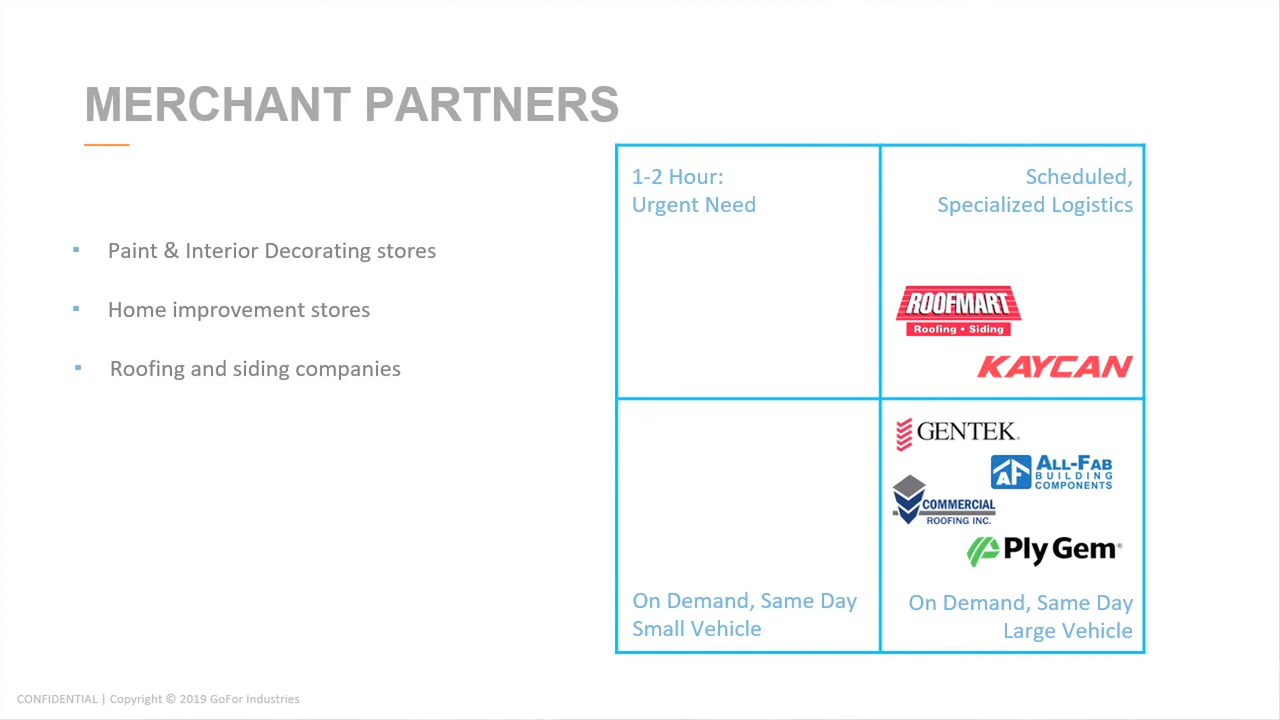 MERCHANT PARTNERS
▪ Paint & Interior Decorating stores
▪ Home improvement stores
▪ Roofing and siding companies
1-2 Hour:
Urgent Need
Scheduled,
Specialized Logistics
ROOFMART
Roofing • Siding
KAYCAN
GENTEK®
AF ALL-FAB
BUILDING
COMPONENTS
COMMERCIAL
ROOFING INC.
Ply Gem®
On Demand, Same Day
Small Vehicle
On Demand, Same Day
Large Vehicle
CONFIDENTIAL | Copyright © 2019 GoFor Industries